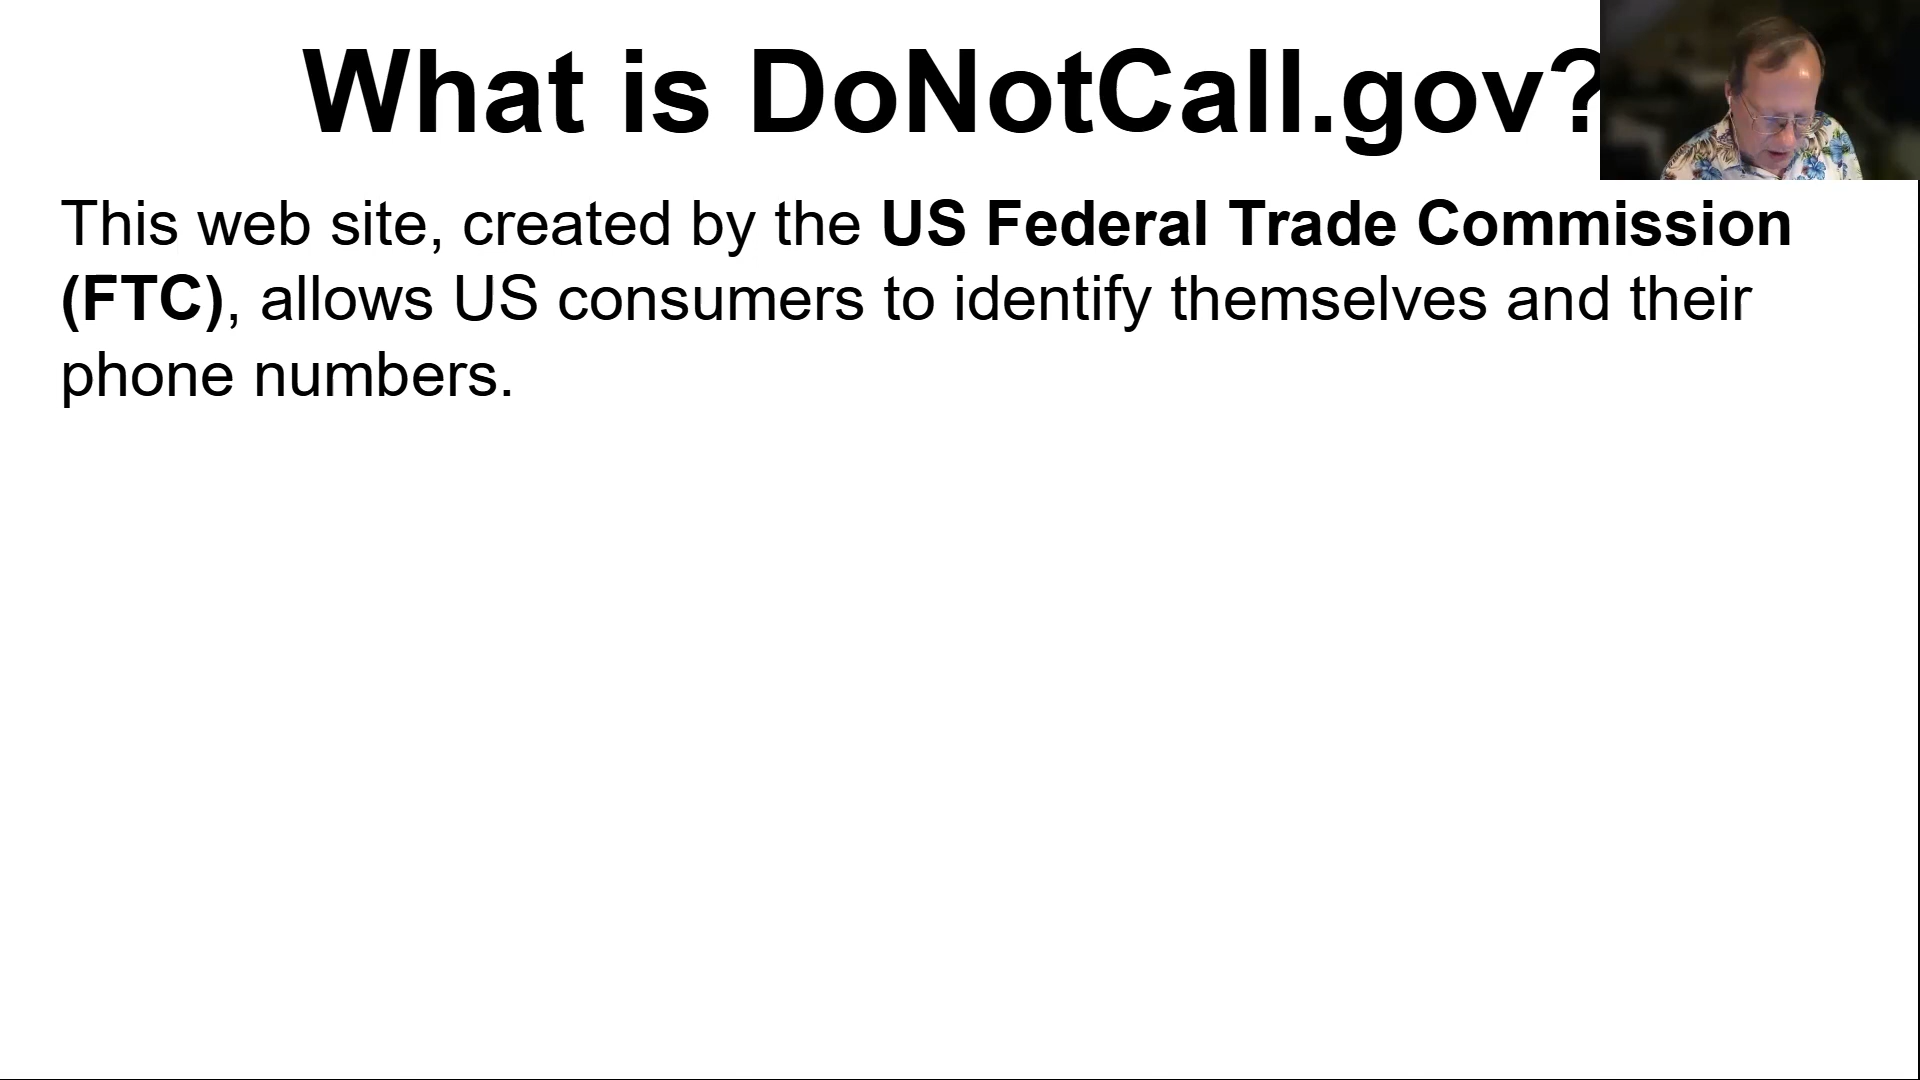 What is DoNotCall.gov?
This web site, created by the US Federal Trade Commission
(FTC), allows US consumers to identify themselves and their
phone numbers.